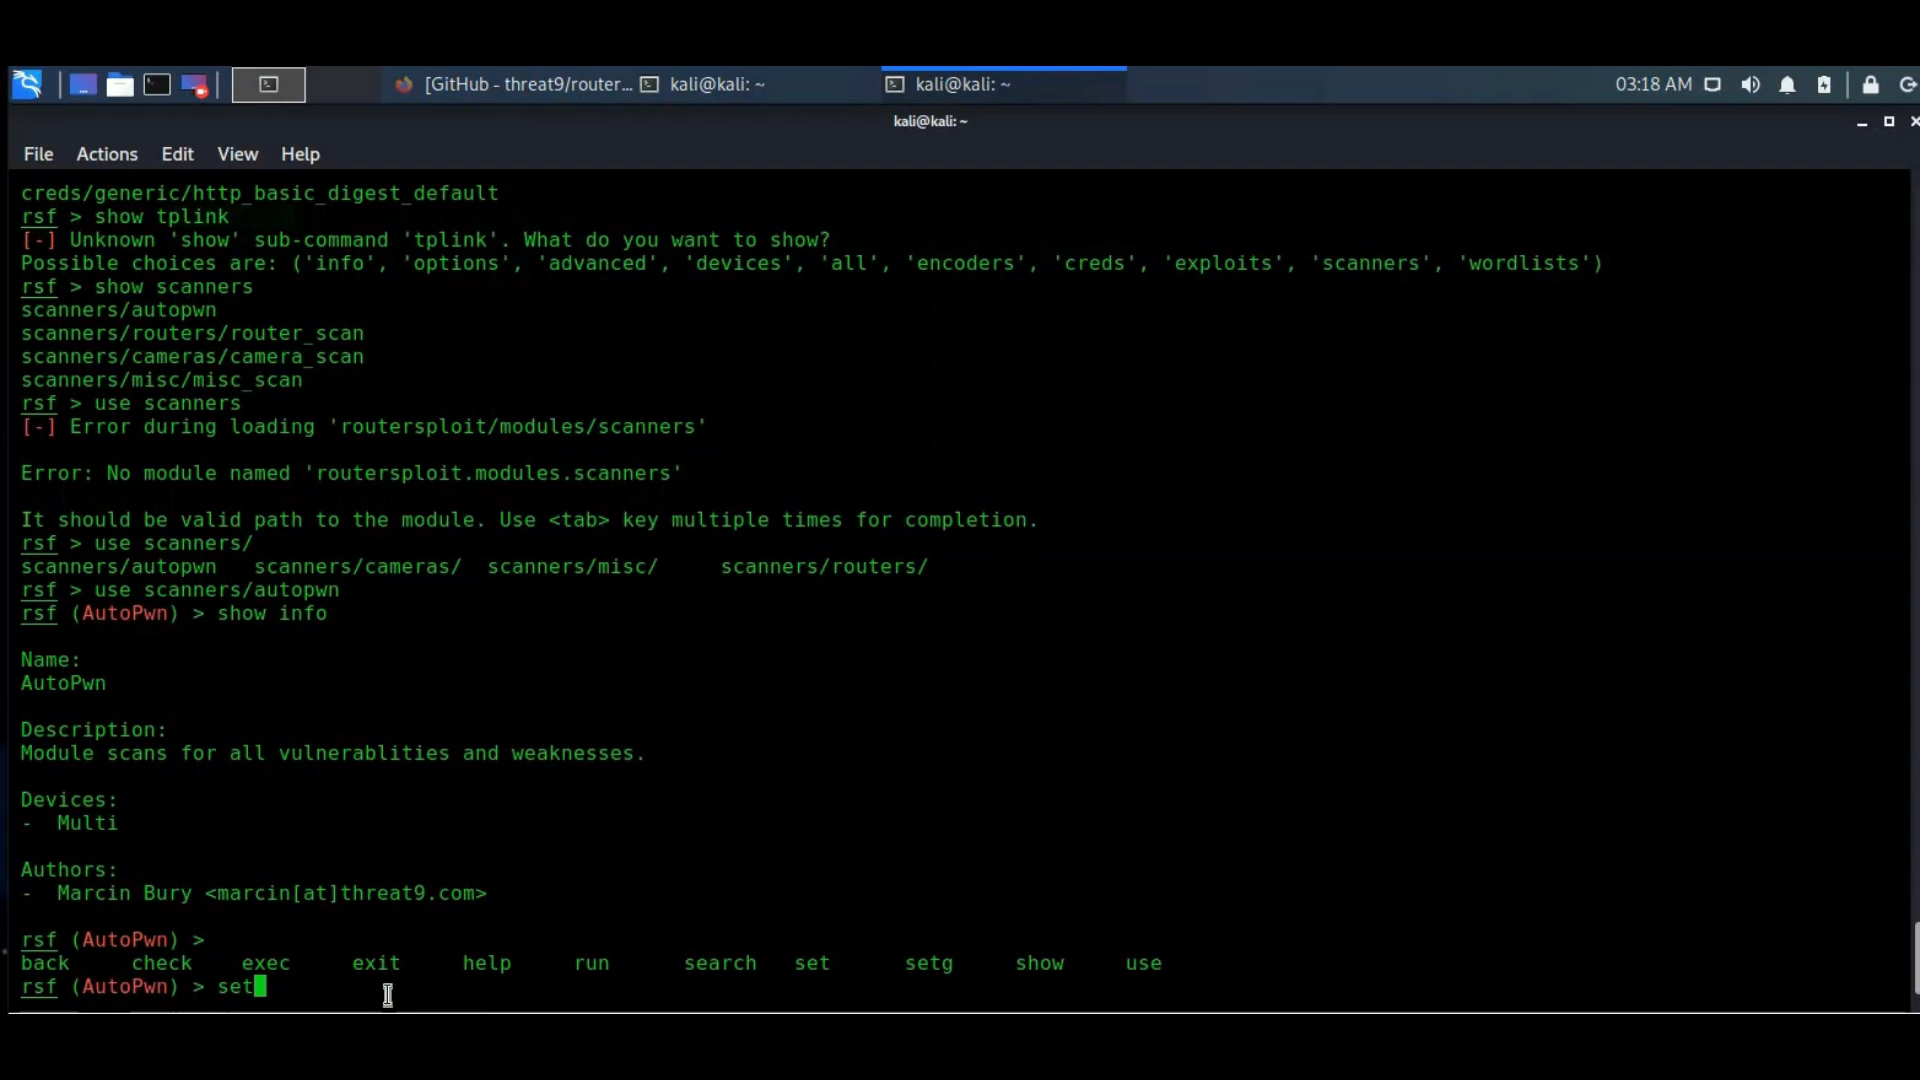 [GitHub - threat9/router... kali@kali: ~ kali@kali: ~ 03:18 AM
kali@kali: ~
File Actions Edit View Help
creds/generic/http_basic_digest_default
rsf > show tplink
[-] Unknown 'show' sub-command 'tplink'. What do you want to show?
Possible choices are: ('info', 'options', 'advanced', 'devices', 'all', 'encoders', 'creds', 'exploits', 'scanners', 'wordlists')
rsf > show scanners
scanners/autopwn
scanners/routers/router_scan
scanners/cameras/camera_scan
scanners/misc/misc_scan
rsf > use scanners
[-] Error during loading 'routersploit/modules/scanners'
Error: No module named 'routersploit.modules.scanners'
It should be valid path to the module. Use <tab> key multiple times for completion.
rsf > use scanners/
scanners/autopwn scanners/cameras/ scanners/misc/ scanners/routers/
rsf > use scanners/autopwn
rsf (AutoPwn) > show info
Name:
AutoPwn
Description:
Module scans for all vulnerablities and weaknesses.
Devices:
- Multi
Authors:
- Marcin Bury <marcin[at]threat9.com>
rsf (AutoPwn) >
back check exec exit help run search set setg show use
rsf (AutoPwn) > set